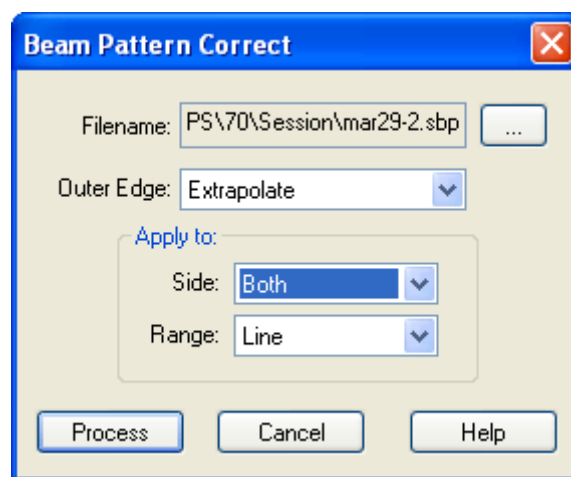 Beam Pattern Correct
Filename: PS\70\Session\mar29-2.sbp ...
Outer Edge: Extrapolate
Apply to:
Side: Both
Range: Line
Process Cancel Help